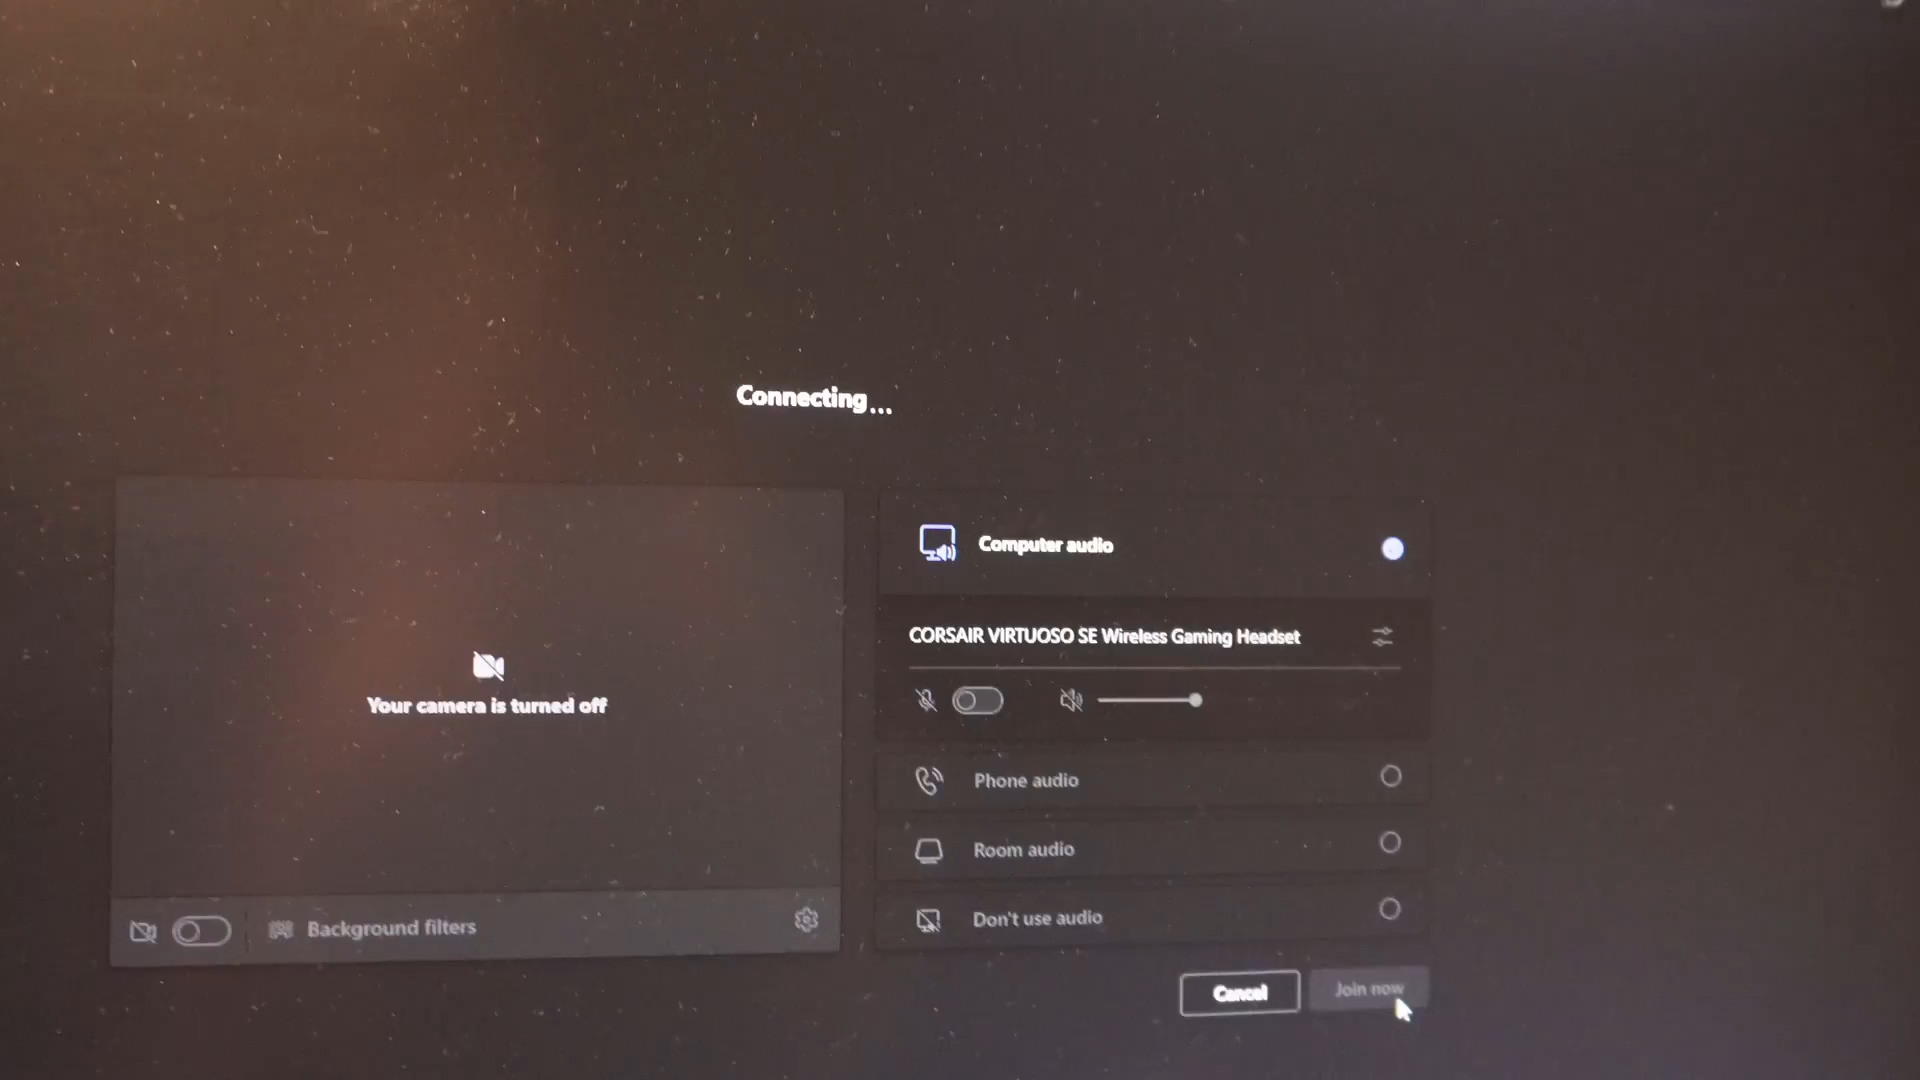 Connecting...
Computer audio
CORSAIR VIRTUOSO SE Wireless Gaming Headset
Your camera is turned off
Phone audio
Room audio
Don't use audio
Background filters
Cancel
Join now